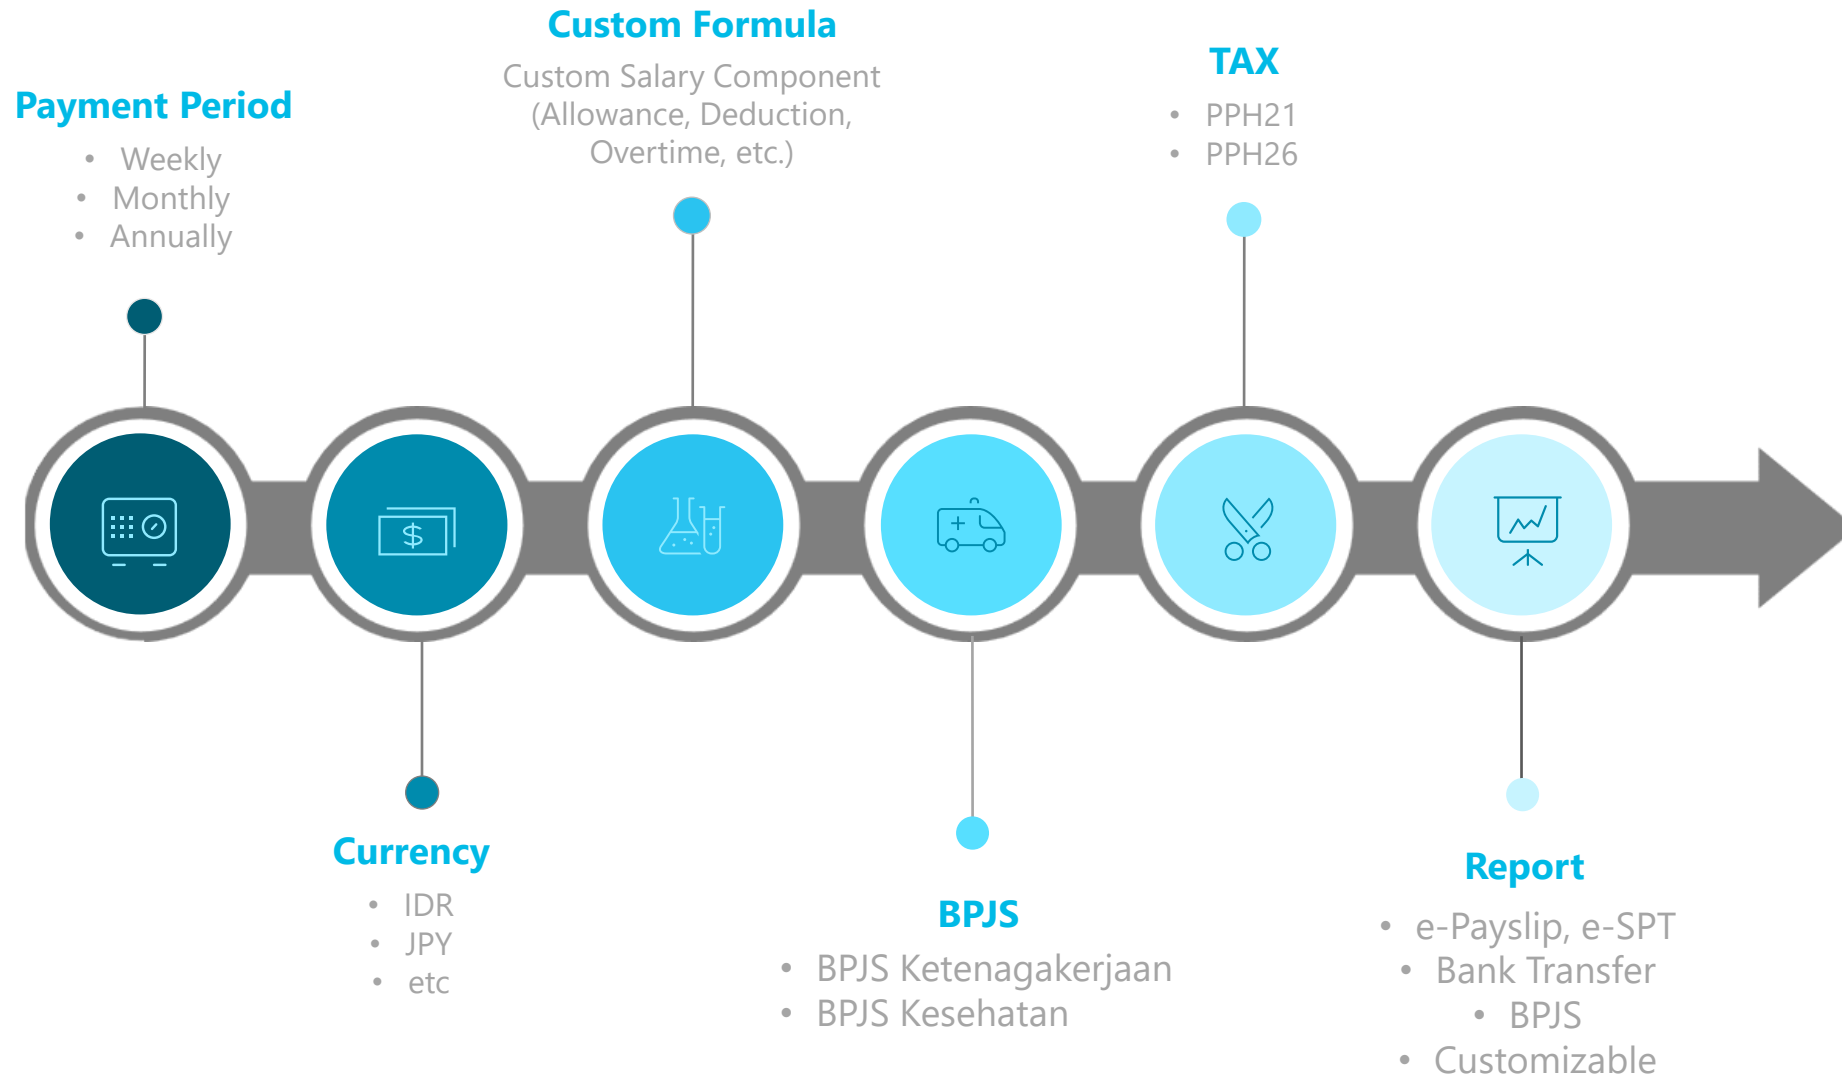 Payment Period
• Weekly
• Monthly
• Annually
Custom Formula
Custom Salary Component
(Allowance, Deduction,
Overtime, etc.)
TAX
• PPH21
• PPH26
$
Currency
• IDR
• JPY
• etc
BPJS
• BPJS Ketenagakerjaan
• BPJS Kesehatan
Report
• e-Payslip, e-SPT
• Bank Transfer
• BPJS
• Customizable